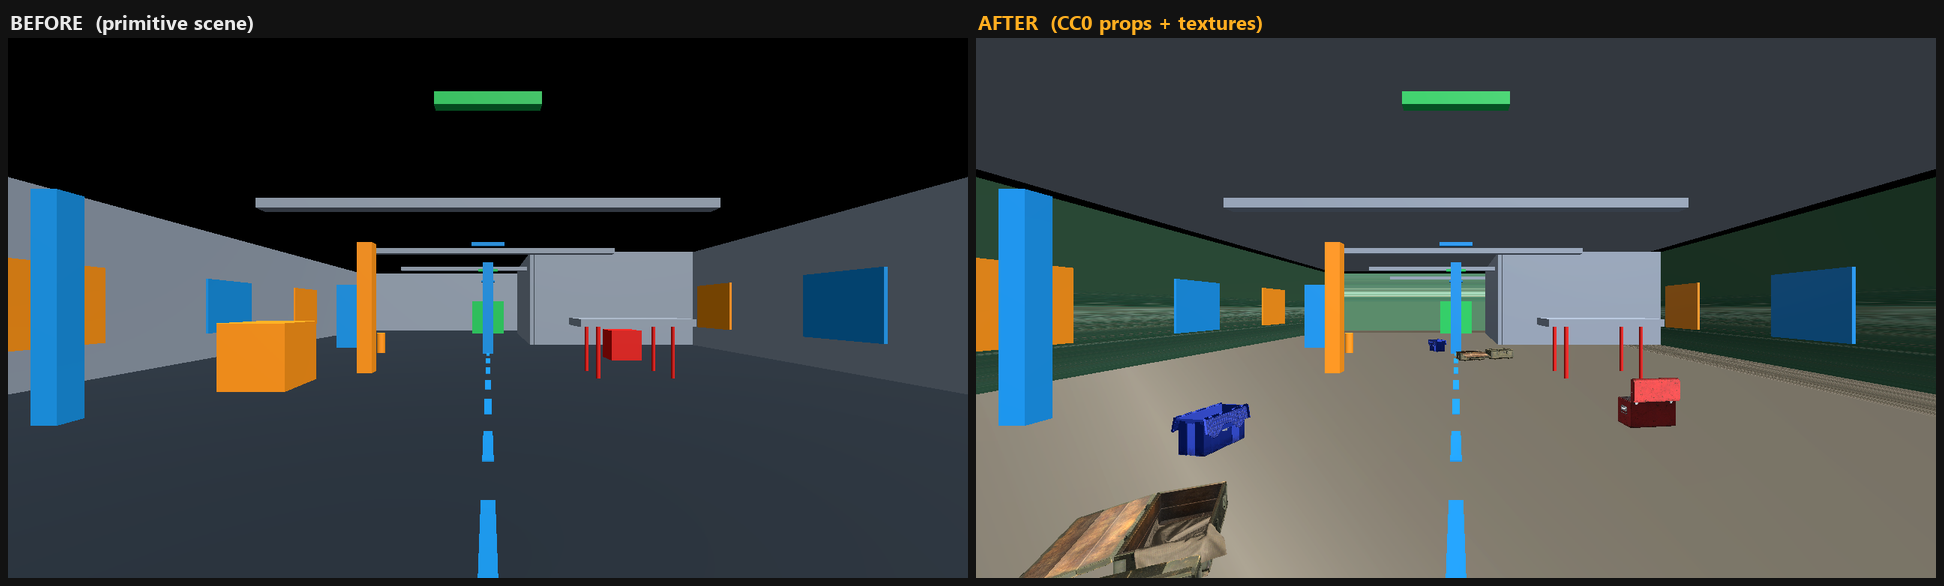 BEFORE (primitive scene)
AFTER (CC0 props + textures)